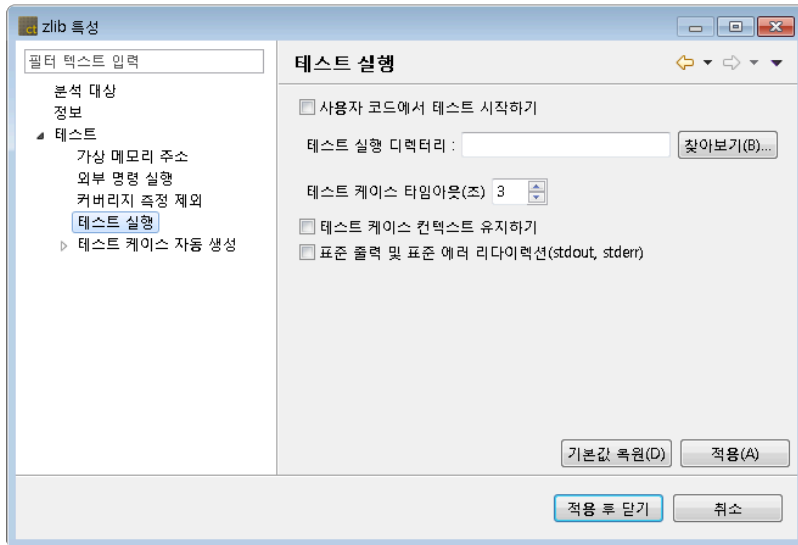 ct zlib 특성
필터 텍스트 입력
분석 대상
정보
테스트
가상 메모리 주소
외부 명령 실행
커버리지 측정 제외
테스트 실행
테스트 케이스 자동 생성
테스트 실행
사용자 코드에서 테스트 시작하기
테스트 실행 디렉터리 :
찾아보기(B)...
테스트 케이스 타임아웃(초) 3
테스트 케이스 컨텍스트 유지하기
표준 출력 및 표준 에러 리다이렉션(stdout, stderr)
기본값 복원(D) 적용(A)
적용 후 닫기 취소